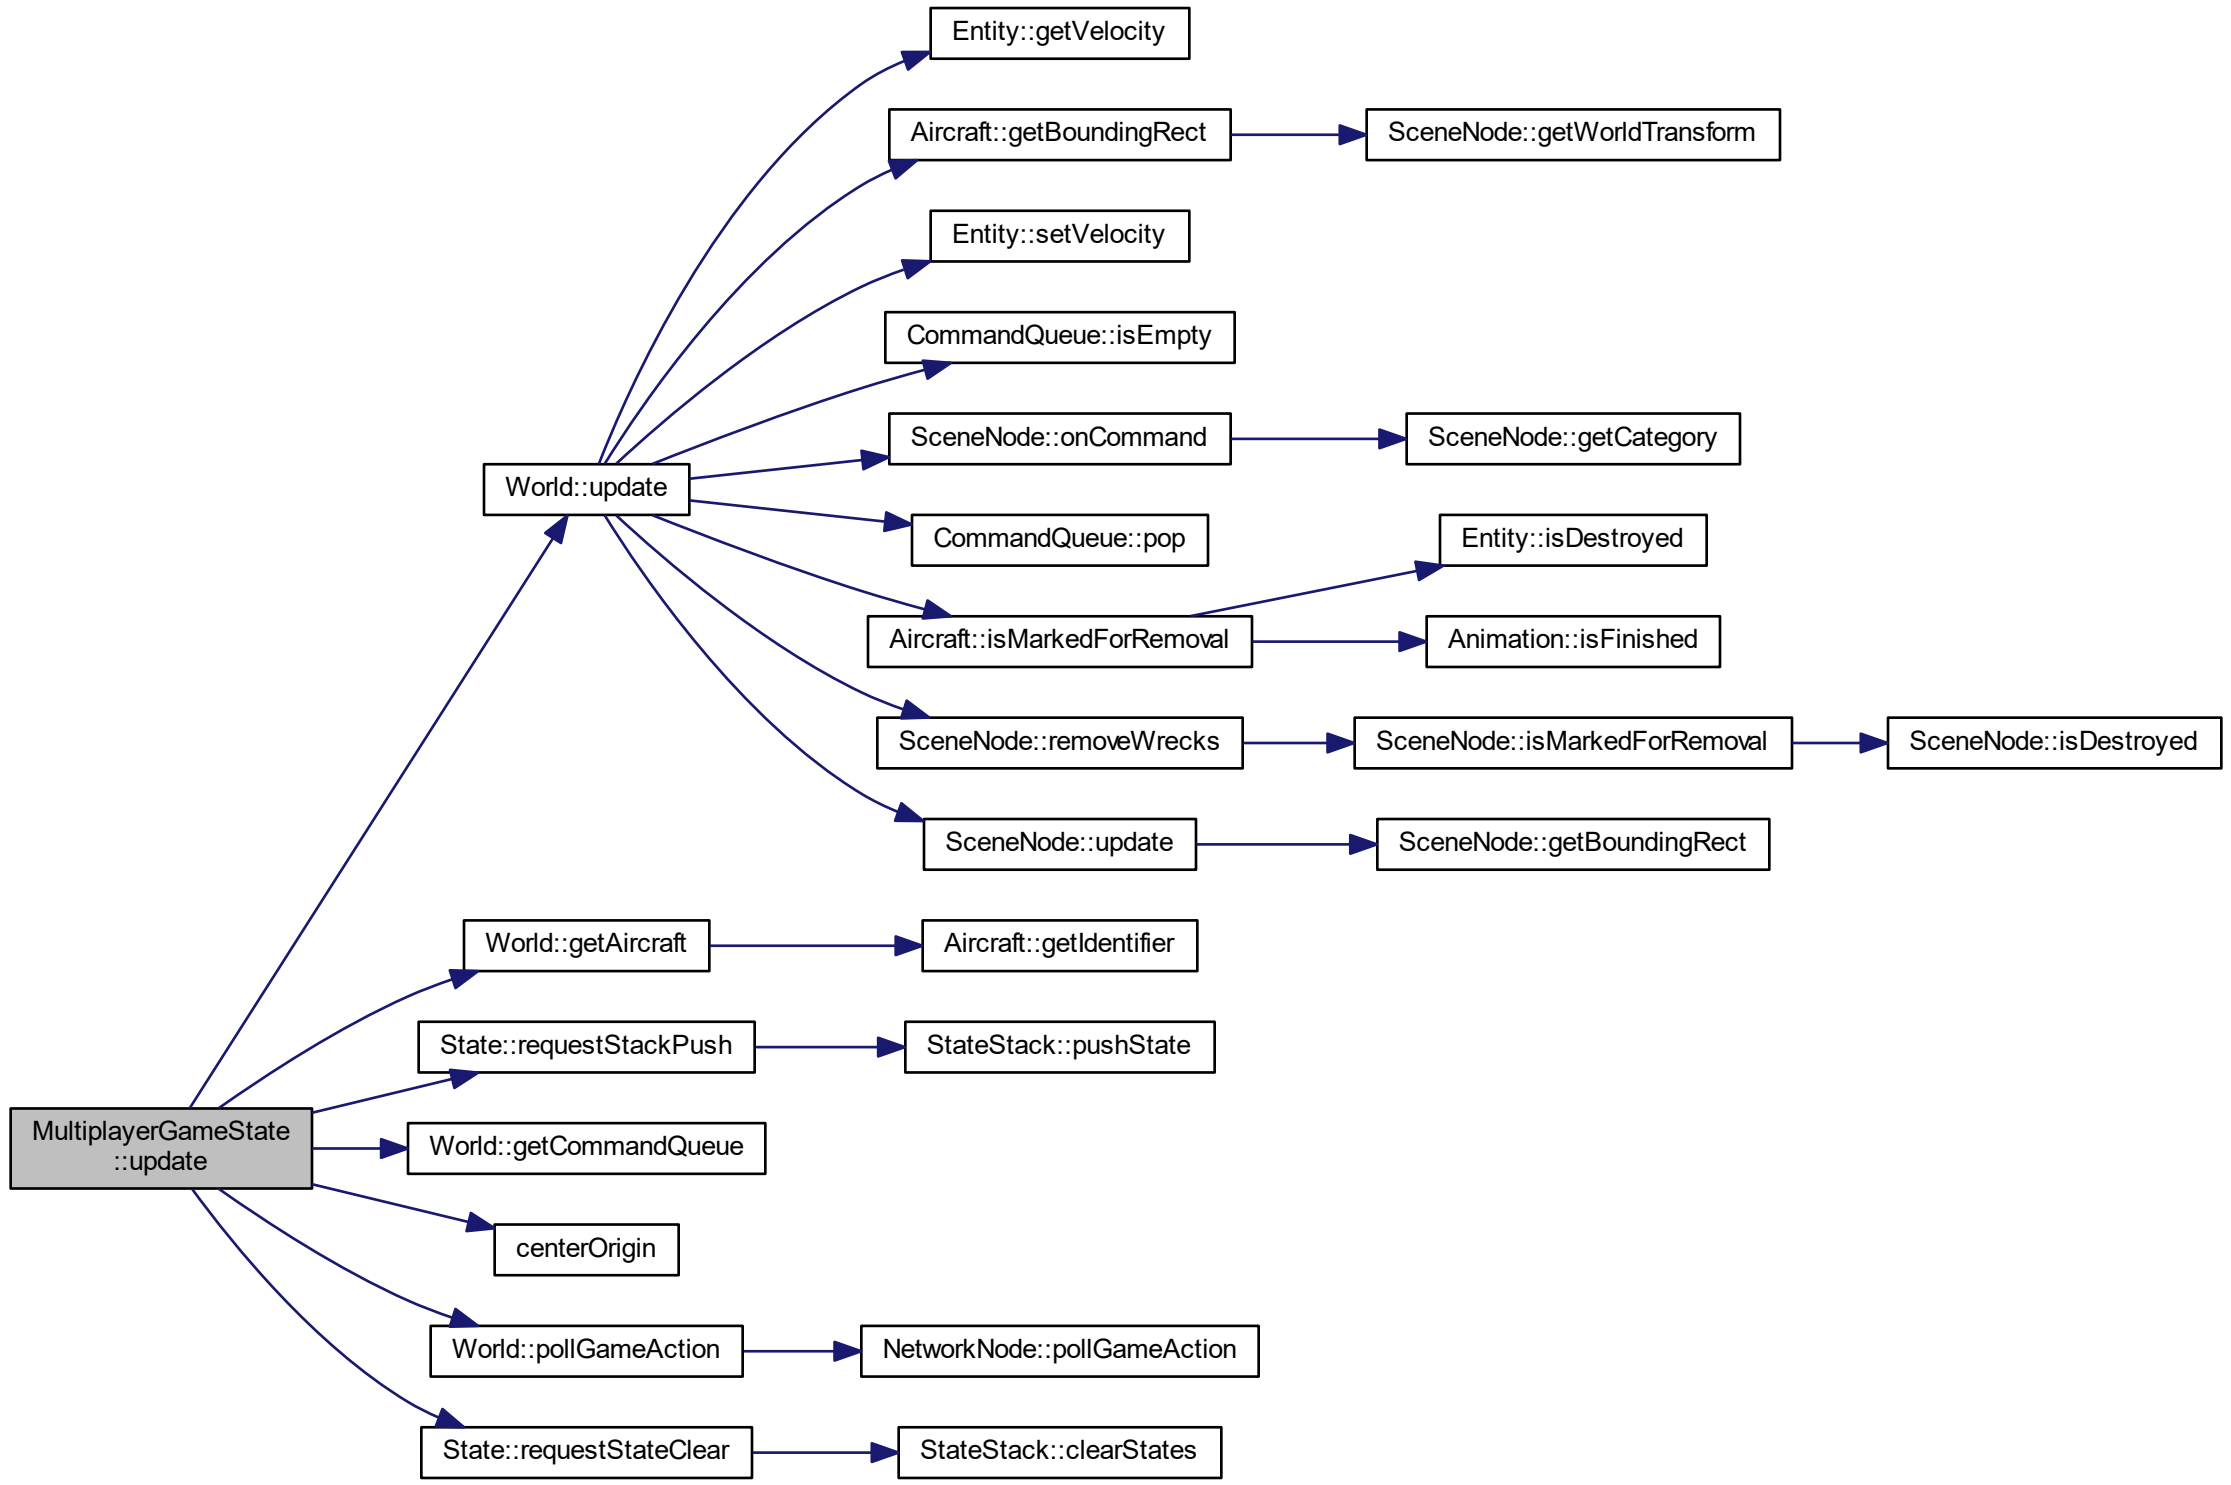 Entity::getVelocity
Aircraft::getBoundingRect
SceneNode::getWorldTransform
Entity::setVelocity
CommandQueue::isEmpty
SceneNode::onCommand
SceneNode::getCategory
World::update
CommandQueue::pop
Entity::isDestroyed
Aircraft::isMarkedForRemoval
Animation::isFinished
SceneNode::removeWrecks
SceneNode::isMarkedForRemoval
SceneNode::isDestroyed
SceneNode::update
SceneNode::getBoundingRect
World::getAircraft
Aircraft::getIdentifier
State::requestStackPush
StateStack::pushState
MultiplayerGameState
::update
World::getCommandQueue
centerOrigin
World::pollGameAction
NetworkNode::pollGameAction
State::requestStateClear
StateStack::clearStates